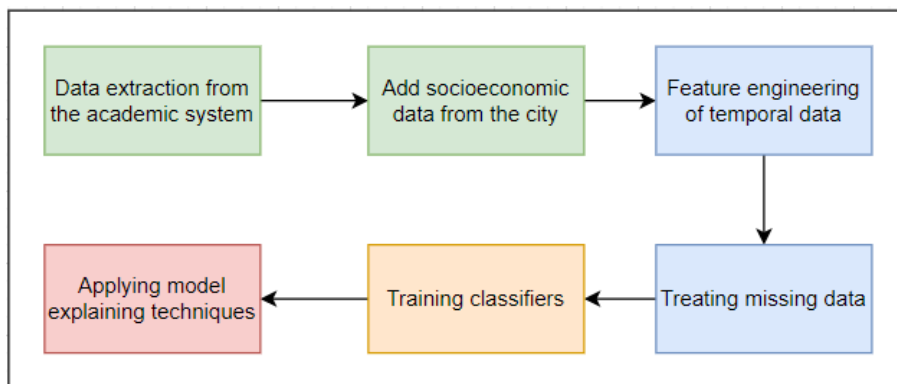 Data extraction from
the academic system
Add socioeconomic
data from the city
Feature engineering
of temporal data
Treating missing data
Training classifiers
Applying model
explaining techniques